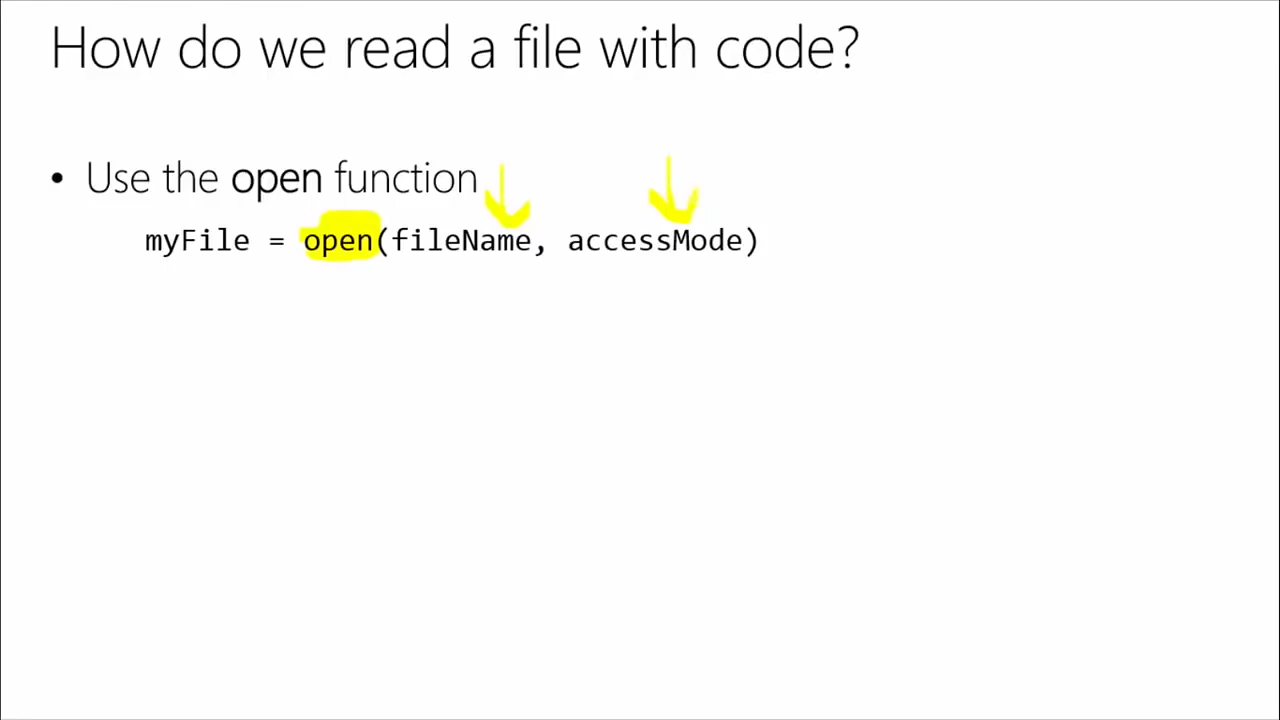 How do we read a file with code?
• Use the open function
myFile = open(fileName, accessMode)